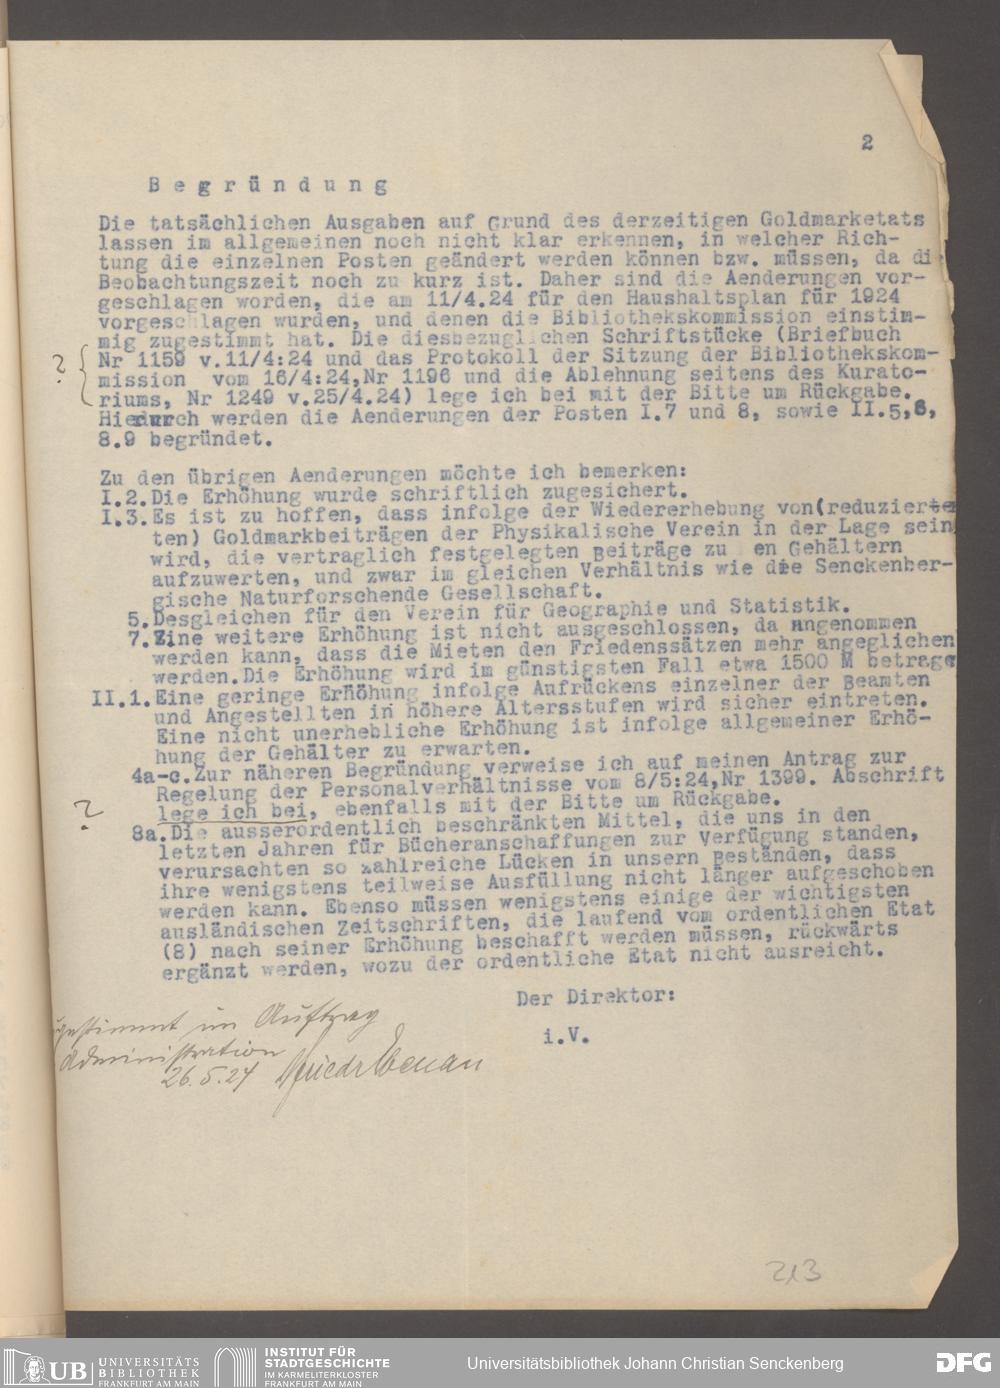 2
Begründung
Die tatsächlichen Ausgaben auf Grund des derzeitigen Goldmarketats
lassen im allgemeinen noch nicht klar erkennen, in welcher Rich-
tung die einzelnen Posten geändert werden können bzw. müssen, da di
Beobachtungszeit noch zu kurz ist. Daher sind die Aenderungen vor-
geschlagen worden, die am 11/4.24 für den Haushaltsplan für 1924
vorgeschlagen wurden, und denen die Bibliothekskommission einstim-
mig zugestimmt hat. Die diesbezuglichen Schriftstücke (Briefbuch
? Nr 1159 v.11/4:24 und das Protokoll der Sitzung der Bibliothekskom-
mission vom 16/4:24,Nr 1196 und die Ablehnung seitens des Kurato-
riums, Nr 1249 v.25/4.24) lege ich bei mit der Bitte um Rückgabe.
Hiedurch werden die Aenderungen der Posten I.7 und 8, sowie II.5,6,
8.9 begründet.
Zu den übrigen Aenderungen möchte ich bemerken:
I.2.Die Erhöhung wurde schriftlich zugesichert.
I.3.Es ist zu hoffen, dass infolge der Wiedererhebung von(reduzier
ten) Goldmarkbeiträgen der Physikalische Verein in der Lage sein
wird, die vertraglich festgelegten Beiträge zu en Gehältern
aufzuwerten, und zwar im gleichen Verhältnis wie die Senckenber-
gische Naturforschende Gesellschaft.
5.Desgleichen für den Verein für Geographie und Statistik.
7.Eine weitere Erhöhung ist nicht ausgeschlossen, da angenommen
werden kann, dass die Mieten den Friedenssätzen mehr angeglichen
werden.Die Erhöhung wird im günstigsten Fall etwa 1500 M betrage
II.1.Eine geringe Erhöhung infolge Aufrückens einzelner der Beamten
und Angestellten in höhere Altersstufen wird sicher eintreten.
Eine nicht unerhebliche Erhöhung ist infolge allgemeiner Erhö-
hung der Gehälter zu erwarten.
4a-c.Zur näheren Begründung verweise ich auf meinen Antrag zur
Regelung der Personalverhältnisse vom 8/5:24,Nr 1399. Abschrift
? lege ich bei, ebenfalls mit der Bitte um Rückgabe.
8a.Die ausserordentlich beschränkten Mittel, die uns in den
letzten Jahren für Bücheranschaffungen zur Verfügung standen,
verursachten so zahlreiche Lücken in unsern Beständen, dass
ihre wenigstens teilweise Ausfüllung nicht länger aufgeschoben
werden kann. Ebenso müssen wenigstens einige der wichtigsten
ausländischen Zeitschriften, die laufend vom ordentlichen Etat
(8) nach seiner Erhöhung beschafft werden müssen, rückwärts
ergänzt werden, wozu der ordentliche Etat nicht ausreicht.
Der Direktor:
i.V.
gestimmt im Auftrag
Administration
26.5.24
213
UB UNIVERSITÄTS
BIBLIOTHEK
FRANKFURT AM MAIN
INSTITUT FÜR
STADTGESCHICHTE
IM KARMELITERKLOSTER
FRANKFURT AM MAIN
Universitätsbibliothek Johann Christian Senckenberg
DFG